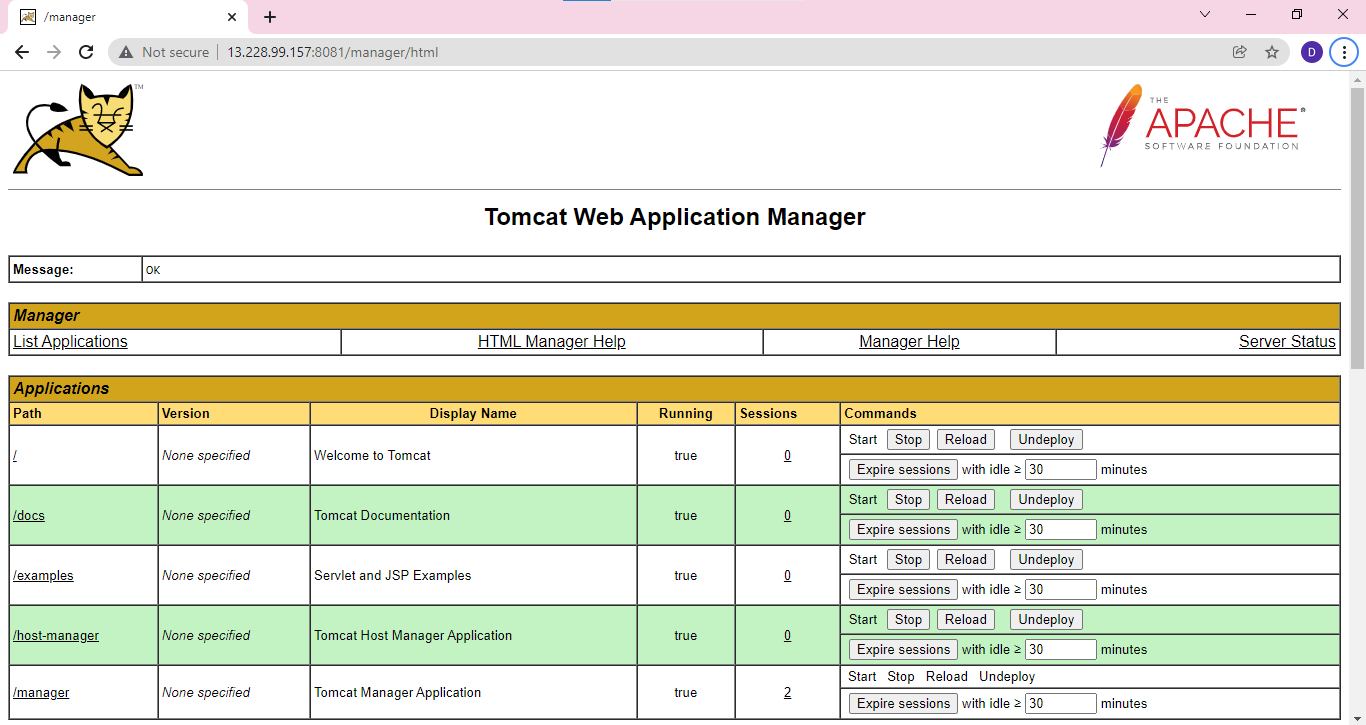 /manager
Not secure 13.228.99.157:8081/manager/html
D
TM
THE
APACHE®
SOFTWARE FOUNDATION
Tomcat Web Application Manager
Message: OK
Manager
List Applications HTML Manager Help Manager Help Server Status
Applications
Path Version Display Name Running Sessions Commands
Start Stop Reload Undeploy
/ None specified Welcome to Tomcat true 0
Expire sessions with idle ≥ 30 minutes
Start Stop Reload Undeploy
/docs None specified Tomcat Documentation true 0
Expire sessions with idle ≥ 30 minutes
Start Stop Reload Undeploy
/examples None specified Servlet and JSP Examples true 0
Expire sessions with idle ≥ 30 minutes
Start Stop Reload Undeploy
/host-manager None specified Tomcat Host Manager Application true 0
Expire sessions with idle ≥ 30 minutes
Start Stop Reload Undeploy
/manager None specified Tomcat Manager Application true 2
Expire sessions with idle ≥ 30 minutes